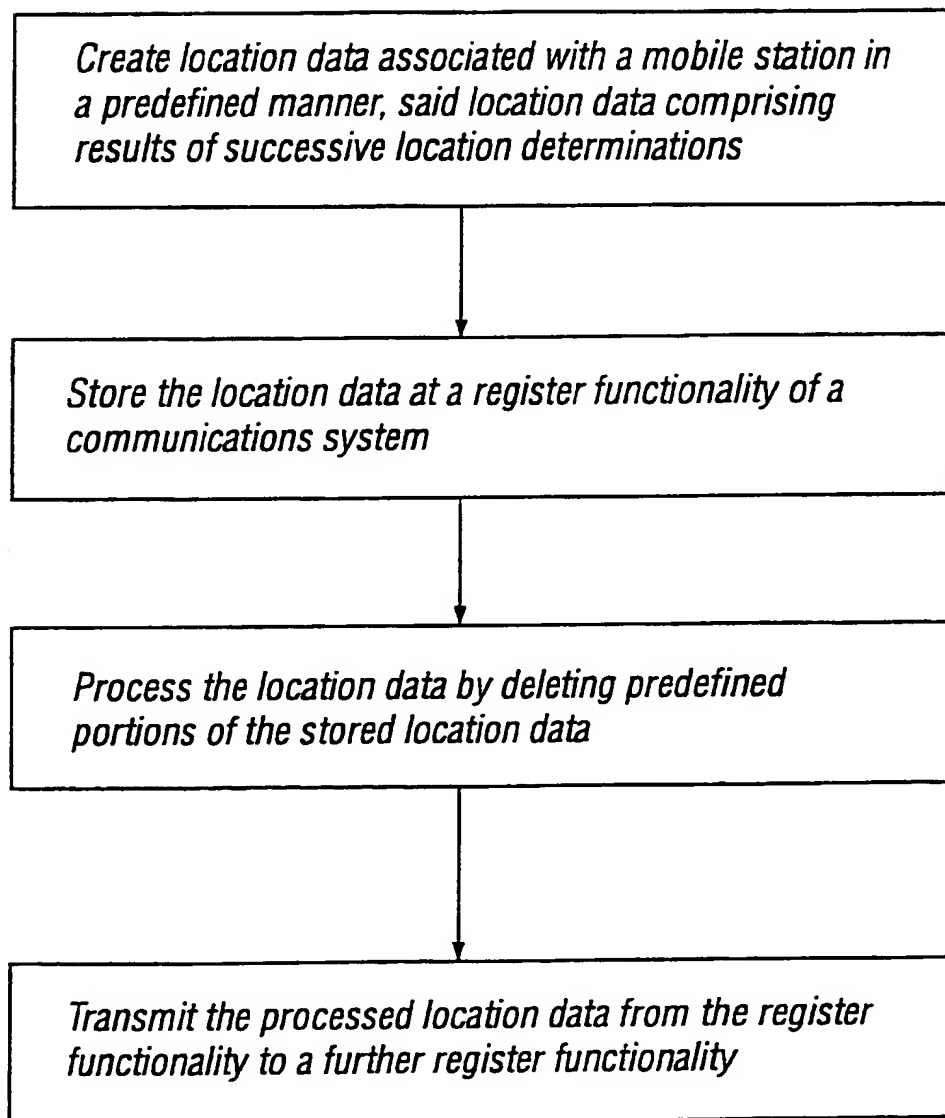 Create location data associated with a mobile station in
a predefined manner, said location data comprising
results of successive location determinations
Store the location data at a register functionality of a
communications system
Process the location data by deleting predefined
portions of the stored location data
Transmit the processed location data from the register
functionality to a further register functionality